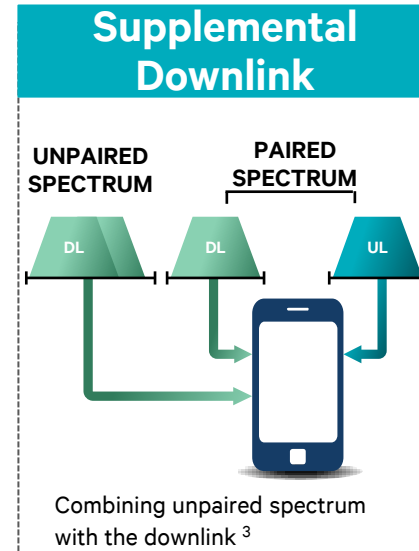 Supplemental
Downlink
UNPAIRED
SPECTRUM
PAIRED
SPECTRUM
DL
DL
UL
Combining unpaired spectrum
with the downlink ³